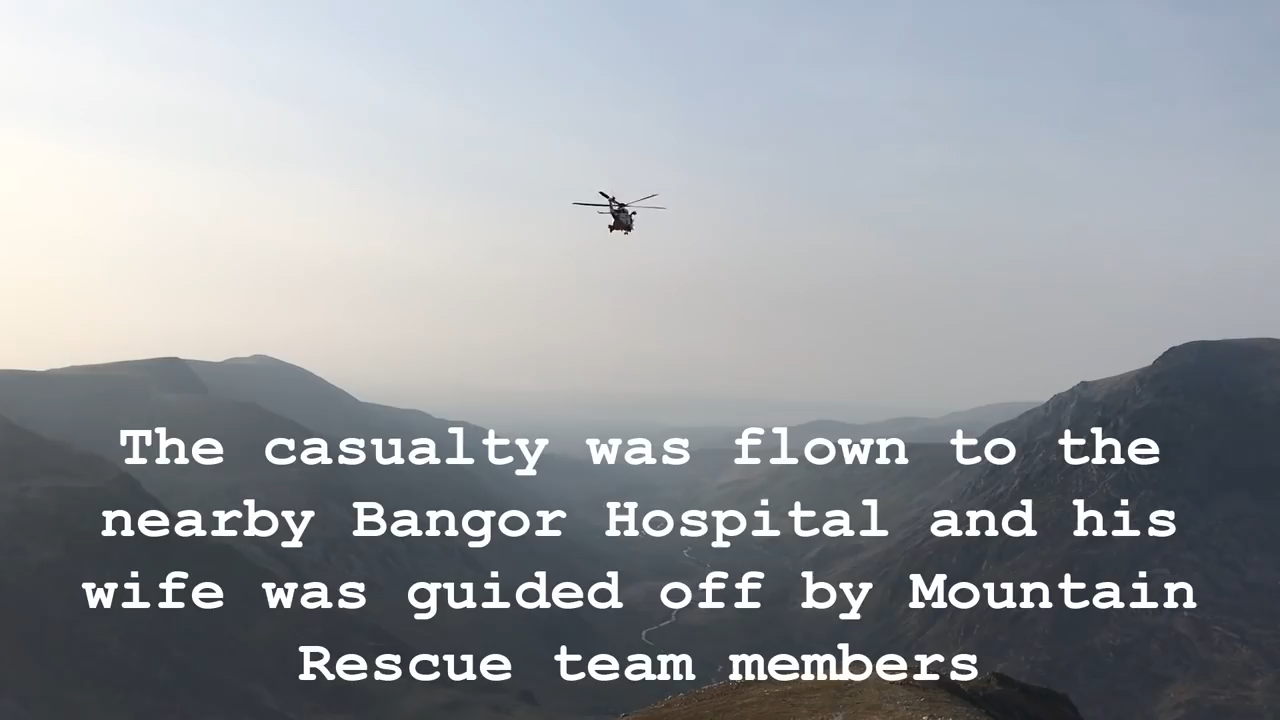 The casualty was flown to the
nearby Bangor Hospital and his
wife was guided off by Mountain
Rescue team members